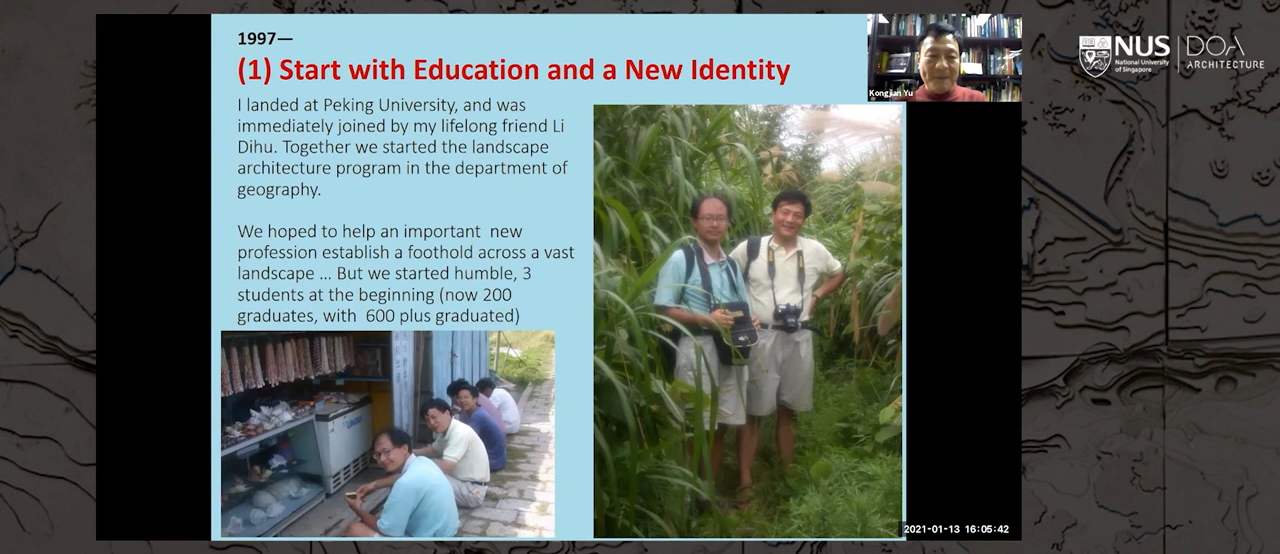 1997—
(1) Start with Education and a New Identity
I landed at Peking University, and was
immediately joined by my lifelong friend Li
Dihu. Together we started the landscape
architecture program in the department of
geography.
We hoped to help an important  new
profession establish a foothold across a vast
landscape ... But we started humble, 3
students at the beginning (now 200
graduates, with  600 plus graduated)
Kongjian Yu
NUS
National University
of Singapore
DOA
ARCHITECTURE
2021-01-13 16:05:42